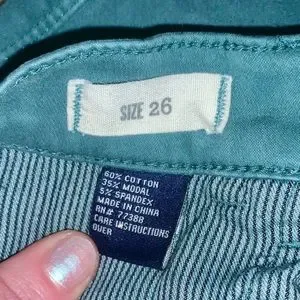 SIZE 26
60% COTTON
35% MODAL
5% SPANDEX
MADE IN CHINA
RN# 77388
CARE INSTRUCTIONS
OVER